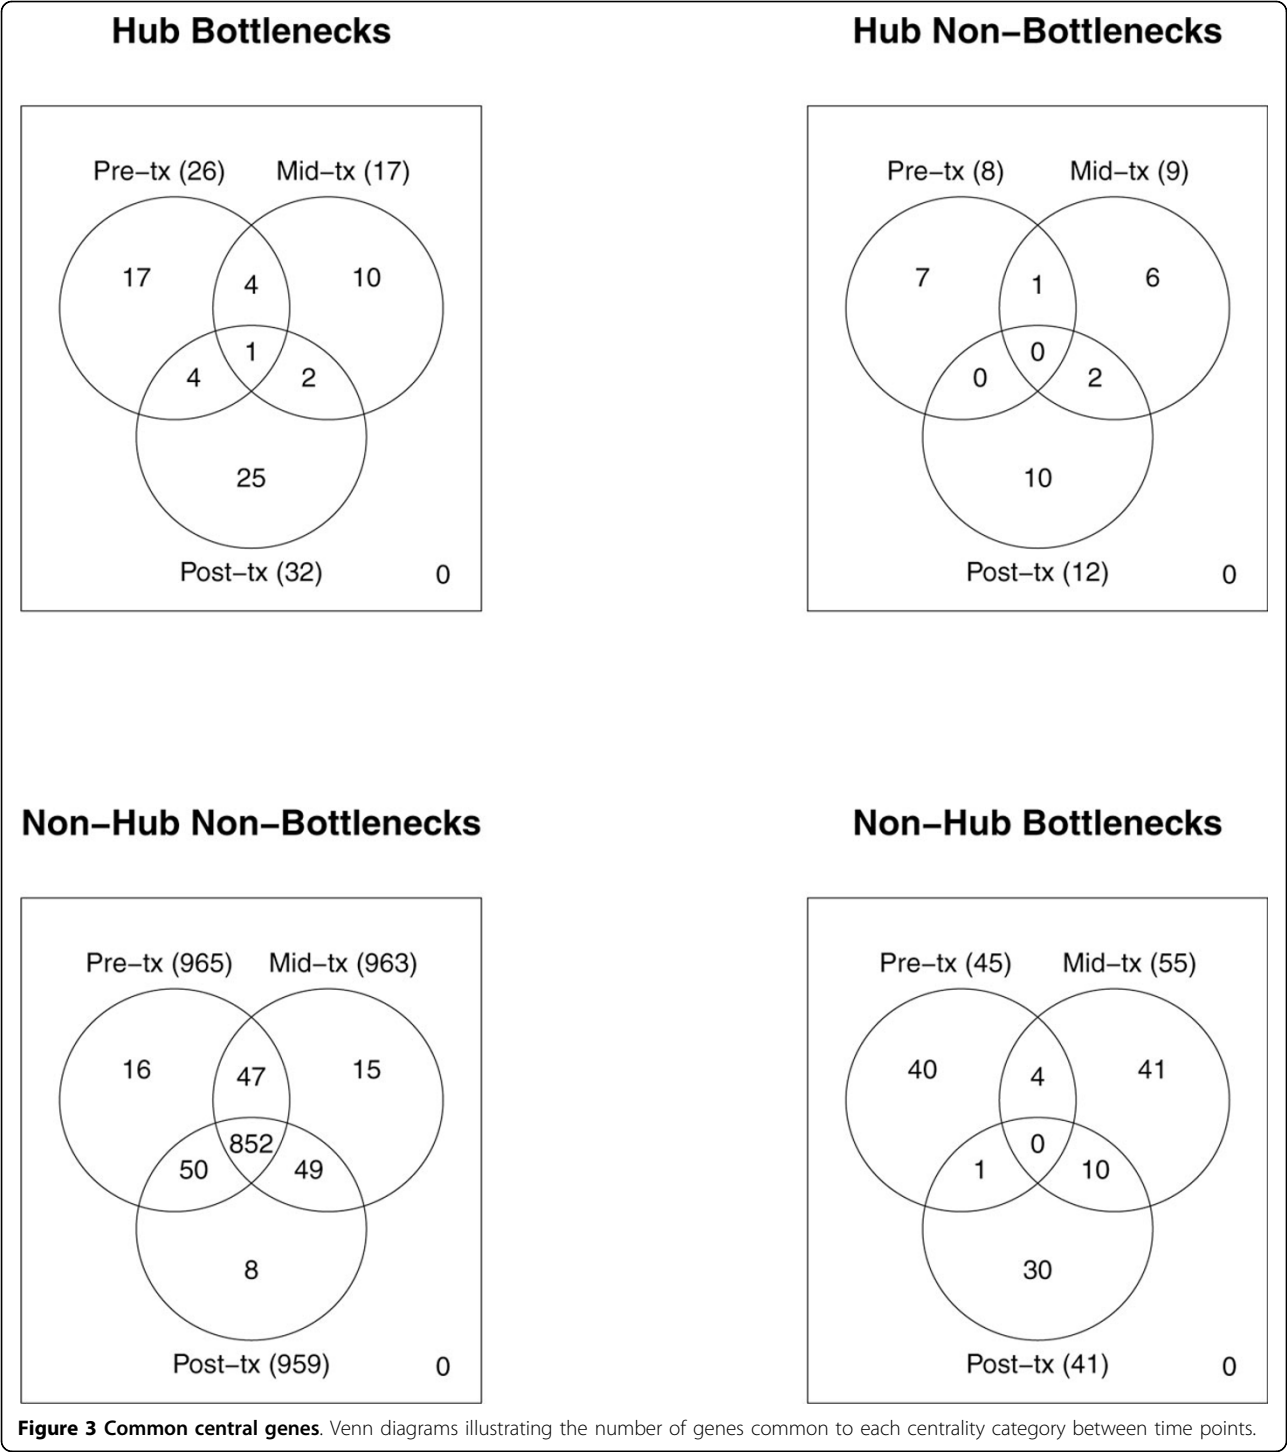 Hub Bottlenecks
Pre−tx (26) Mid−tx (17)
17 4 10
1
4 2
25
Post−tx (32) 0
Hub Non−Bottlenecks
Pre−tx (8) Mid−tx (9)
7 1 6
0
0 2
10
Post−tx (12) 0
Non−Hub Non−Bottlenecks
Pre−tx (965) Mid−tx (963)
16 47 15
852
50 49
8
Post−tx (959) 0
Non−Hub Bottlenecks
Pre−tx (45) Mid−tx (55)
40 4 41
0
1 10
30
Post−tx (41) 0
Figure 3 Common central genes. Venn diagrams illustrating the number of genes common to each centrality category between time points.